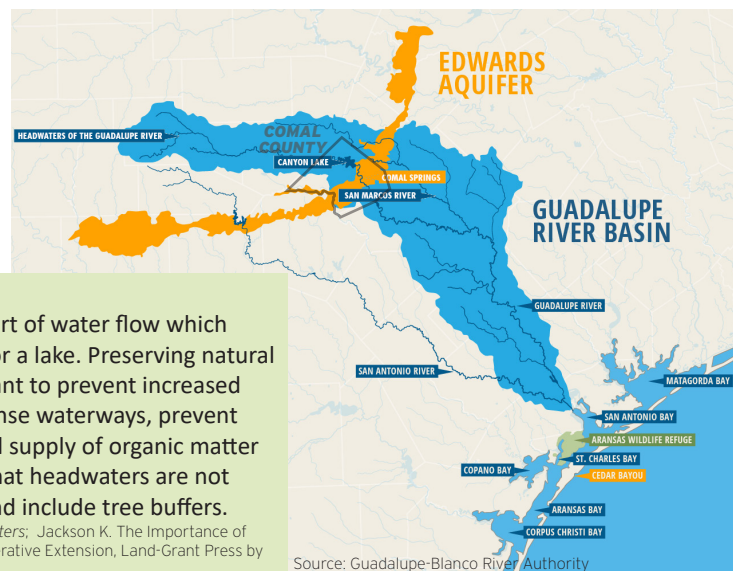 EDWARDS
AQUIFER
HEADWATERS OF THE GUADALUPE RIVER
COMAL
COUNTY
CANYON LAKE
COMAL SPRINGS
SAN MARCOS RIVER
GUADALUPE
RIVER BASIN
GUADALUPE RIVER
SAN ANTONIO RIVER
MATAGORDA BAY
SAN ANTONIO BAY
ARANSAS WILDLIFE REFUGE
ST. CHARLES BAY
COPANO BAY
CEDAR BAYOU
ARANSAS BAY
CORPUS CHRISTI BAY
rt of water flow which
or a lake. Preserving natural
ant to prevent increased
nse waterways, prevent
l supply of organic matter
hat headwaters are not
nd include tree buffers.
ters; Jackson K. The Importance of
erative Extension, Land-Grant Press by
Source: Guadalupe-Blanco River Authority